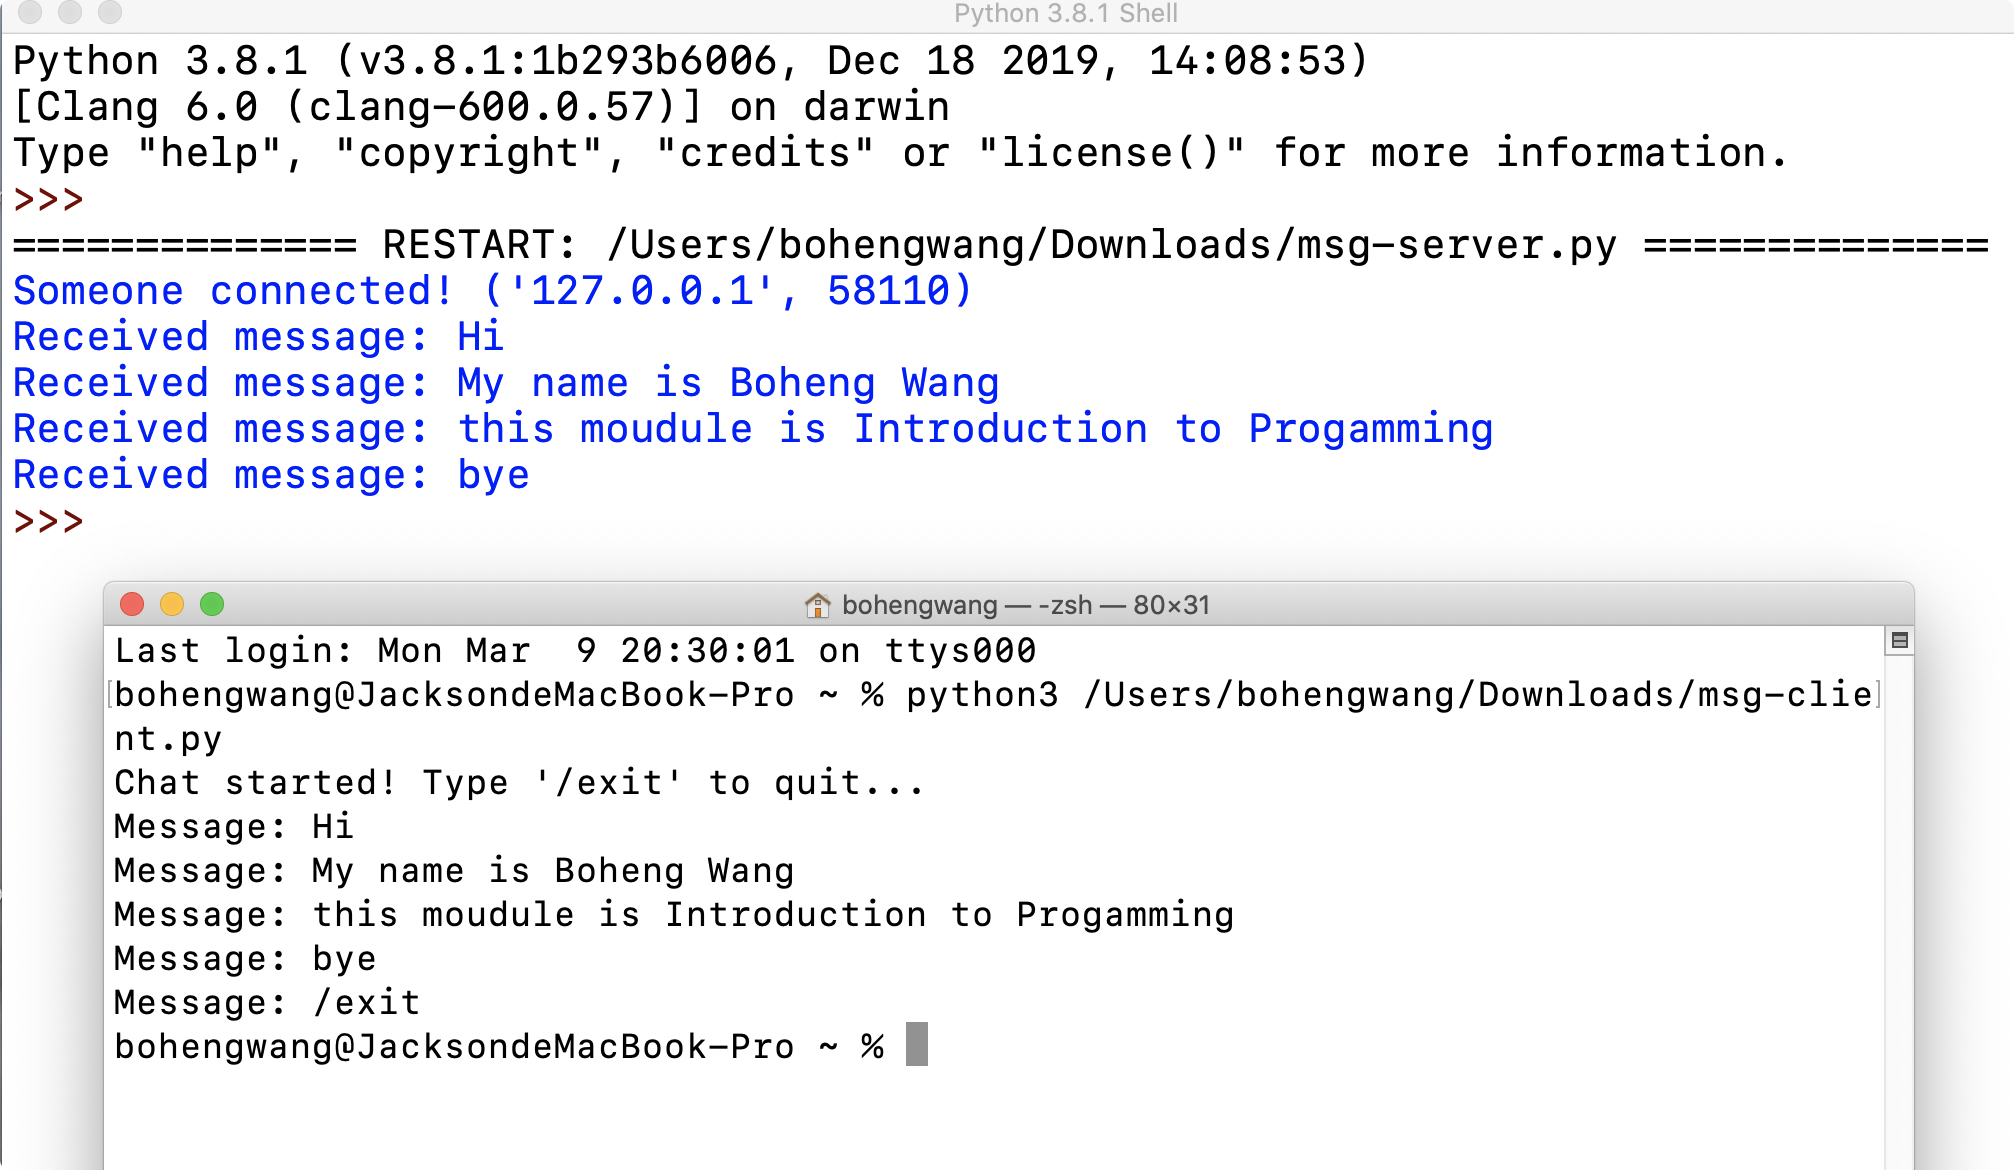 Python 3.8.1 Shell
Python 3.8.1 (v3.8.1:1b293b6006, Dec 18 2019, 14:08:53)
[Clang 6.0 (clang-600.0.57)] on darwin
Type "help", "copyright", "credits" or "license()" for more information.
>>>
============== RESTART: /Users/bohengwang/Downloads/msg-server.py ==============
Someone connected! ('127.0.0.1', 58110)
Received message: Hi
Received message: My name is Boheng Wang
Received message: this moudule is Introduction to Progamming
Received message: bye
>>>
bohengwang — -zsh — 80×31
Last login: Mon Mar  9 20:30:01 on ttys000
[bohengwang@JacksondeMacBook-Pro ~ % python3 /Users/bohengwang/Downloads/msg-clie]
nt.py
Chat started! Type '/exit' to quit...
Message: Hi
Message: My name is Boheng Wang
Message: this moudule is Introduction to Progamming
Message: bye
Message: /exit
bohengwang@JacksondeMacBook-Pro ~ %